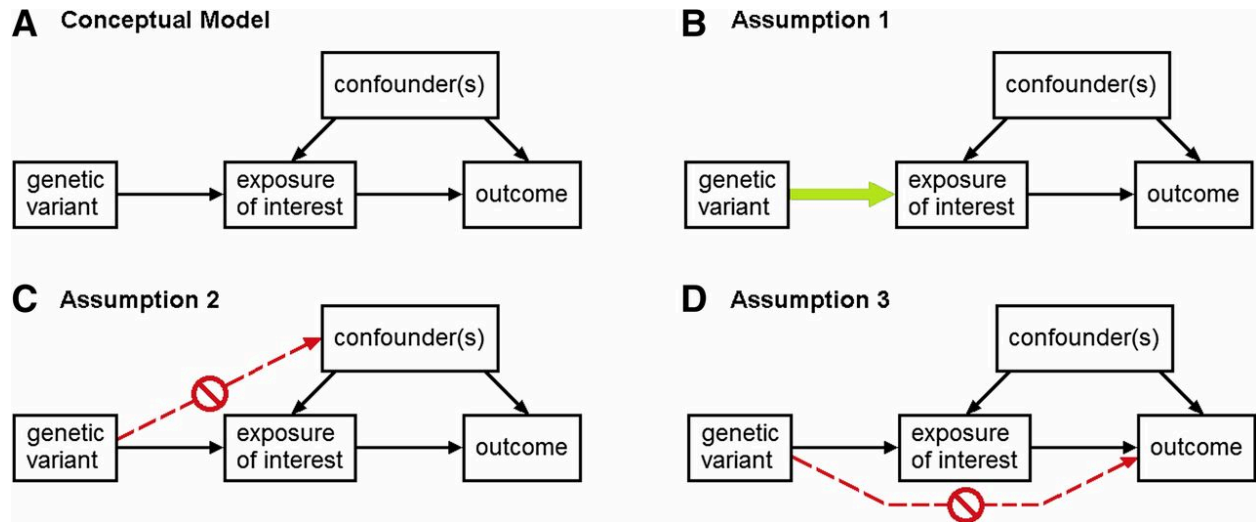 A Conceptual Model
confounder(s)
genetic
variant
exposure
of interest
outcome
B Assumption 1
confounder(s)
genetic
variant
exposure
of interest
outcome
C Assumption 2
confounder(s)
genetic
variant
exposure
of interest
outcome
D Assumption 3
confounder(s)
genetic
variant
exposure
of interest
outcome